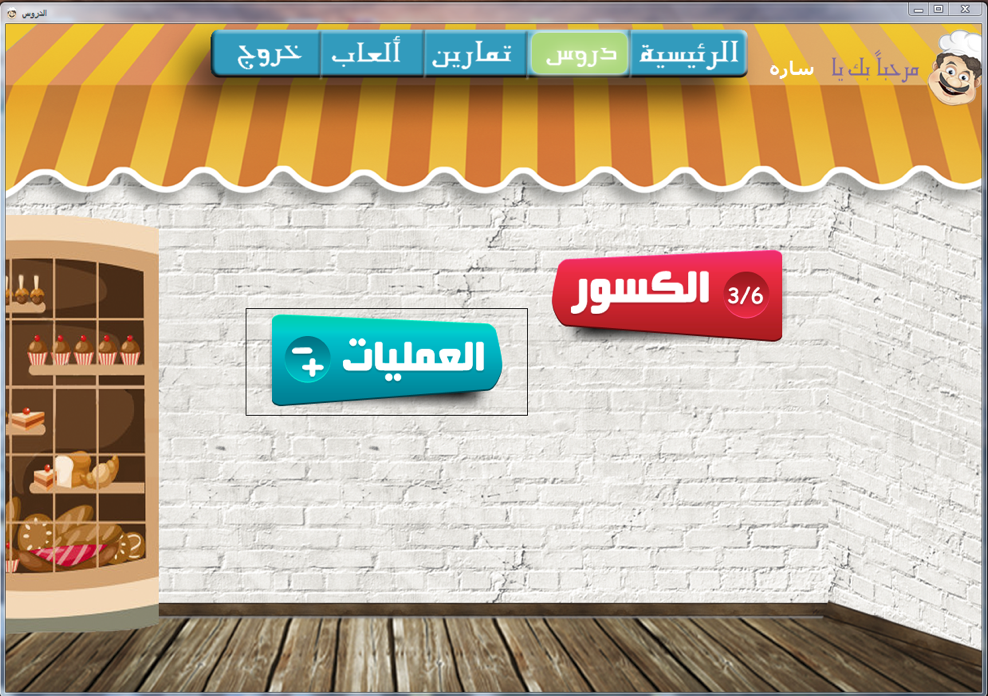 الدروس
الرئيسية
دروس
تمارين
ألعاب
خروج
مرحباً بك يا ساره
الكسور 3/6
العمليات